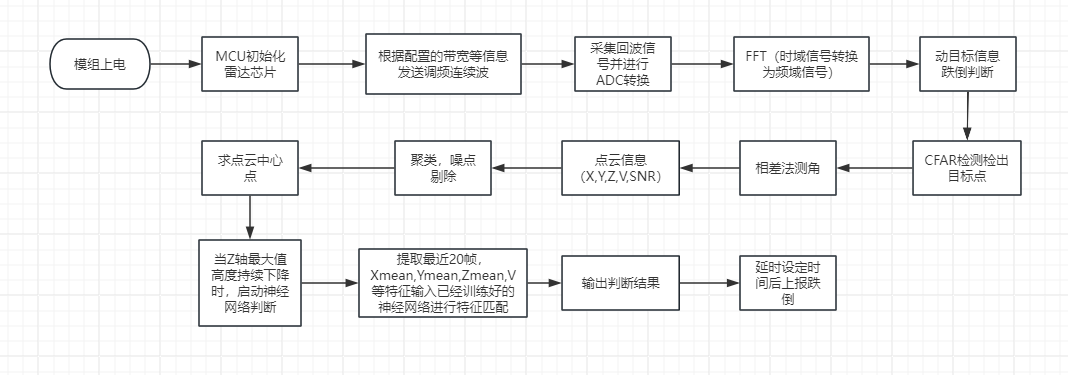 模组上电
MCU初始化
雷达芯片
根据配置的带宽等信息
发送调频连续波
采集回波信
号并进行
ADC转换
FFT（时域信号转换
为频域信号）
动目标信息
跌倒判断
求点云中心
点
聚类，噪点
剔除
点云信息
（X,Y,Z,V,SNR）
相差法测角
CFAR检测检出
目标点
当Z轴最大值
高度持续下降
时，启动神经
网络判断
提取最近20帧，
Xmean,Ymean,Zmean,V
等特征输入已经训练好的
神经网络进行特征匹配
输出判断结果
延时设定时
间后上报跌
倒